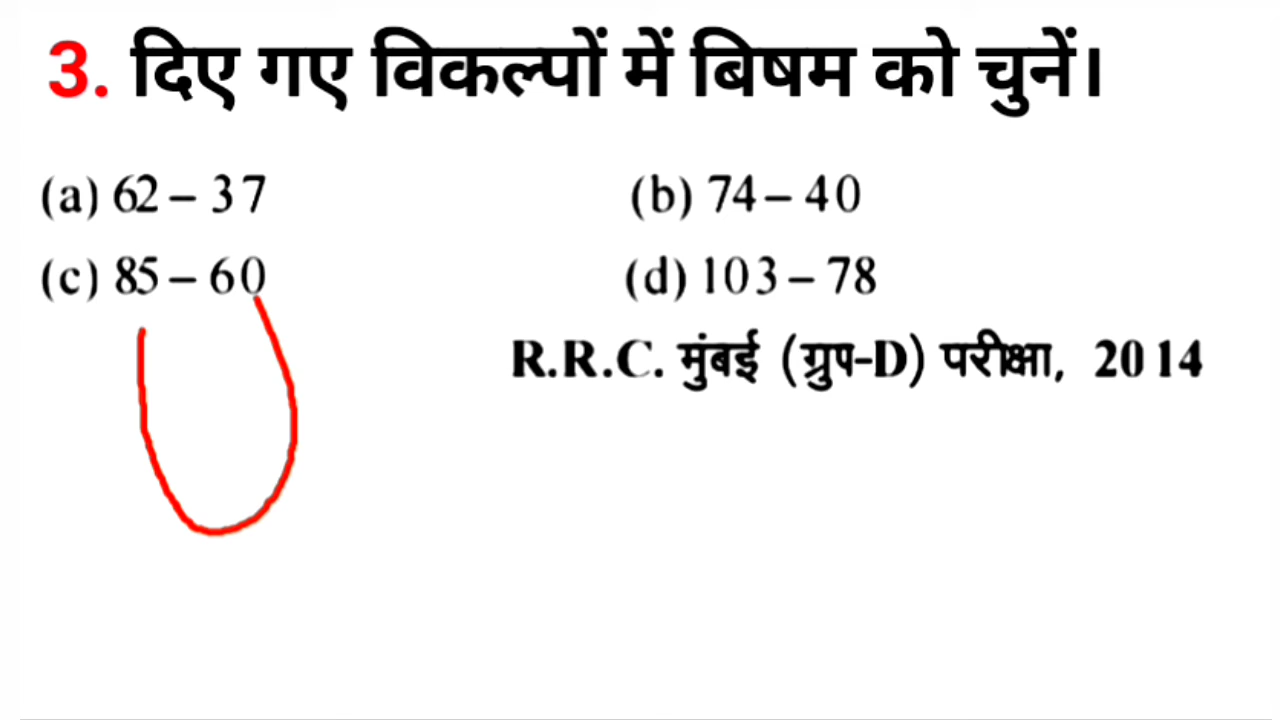 3. दिए गए विकल्पों में बिषम को चुनें।
(a) 62 – 37 (b) 74 – 40
(c) 85 – 60 (d) 103 – 78
R.R.C. मुंबई (ग्रुप-D) परीक्षा, 2014